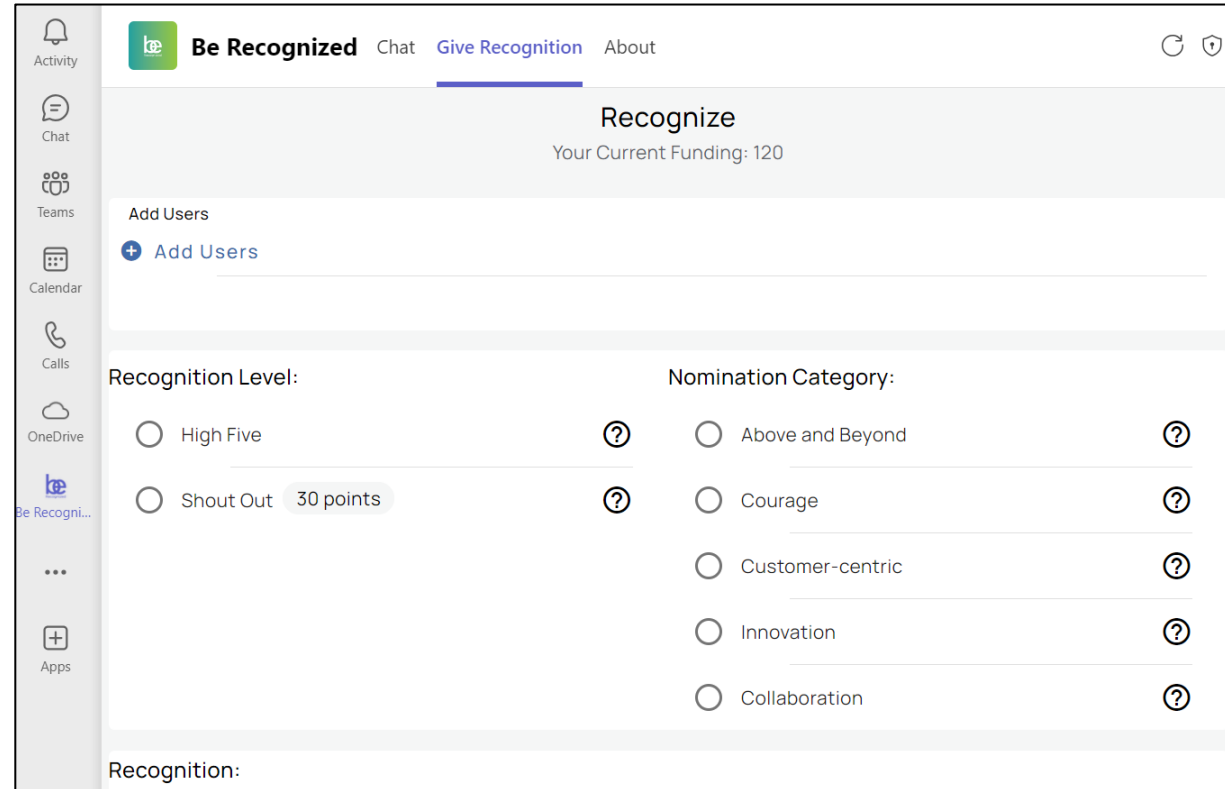 Activity
Chat
Teams
Calendar
Calls
OneDrive
Be Recogni...
Apps
be
Be Recognized Chat Give Recognition About
Recognize
Your Current Funding: 120
Add Users
Add Users
Recognition Level:
High Five
Shout Out 30 points
Nomination Category:
Above and Beyond
Courage
Customer-centric
Innovation
Collaboration
Recognition: